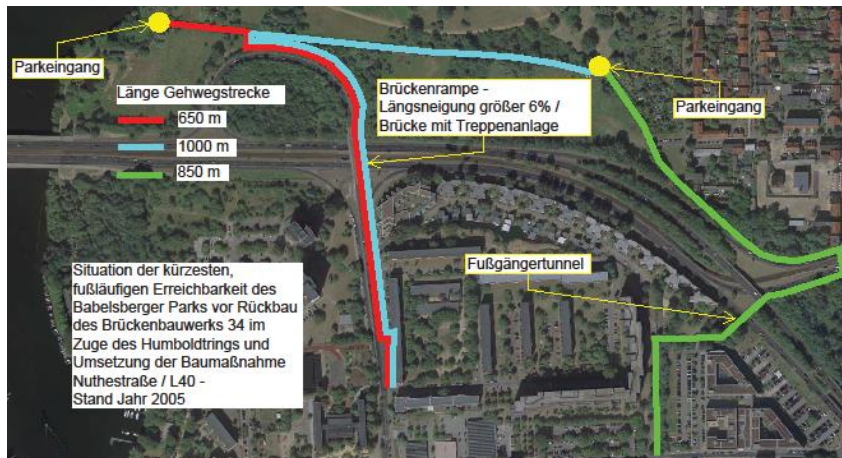 Parkeingang
Länge Gehwegstrecke
650 m
1000 m
850 m
Brückenrampe -
Längsneigung größer 6% /
Brücke mit Treppenanlage
Parkeingang
Fußgängertunnel
Situation der kürzesten,
fußläufigen Erreichbarkeit des
Babelsberger Parks vor Rückbau
des Brückenbauwerks 34 im
Zuge des Humboldtrings und
Umsetzung der Baumaßnahme
Nuthestraße / L40 -
Stand Jahr 2005